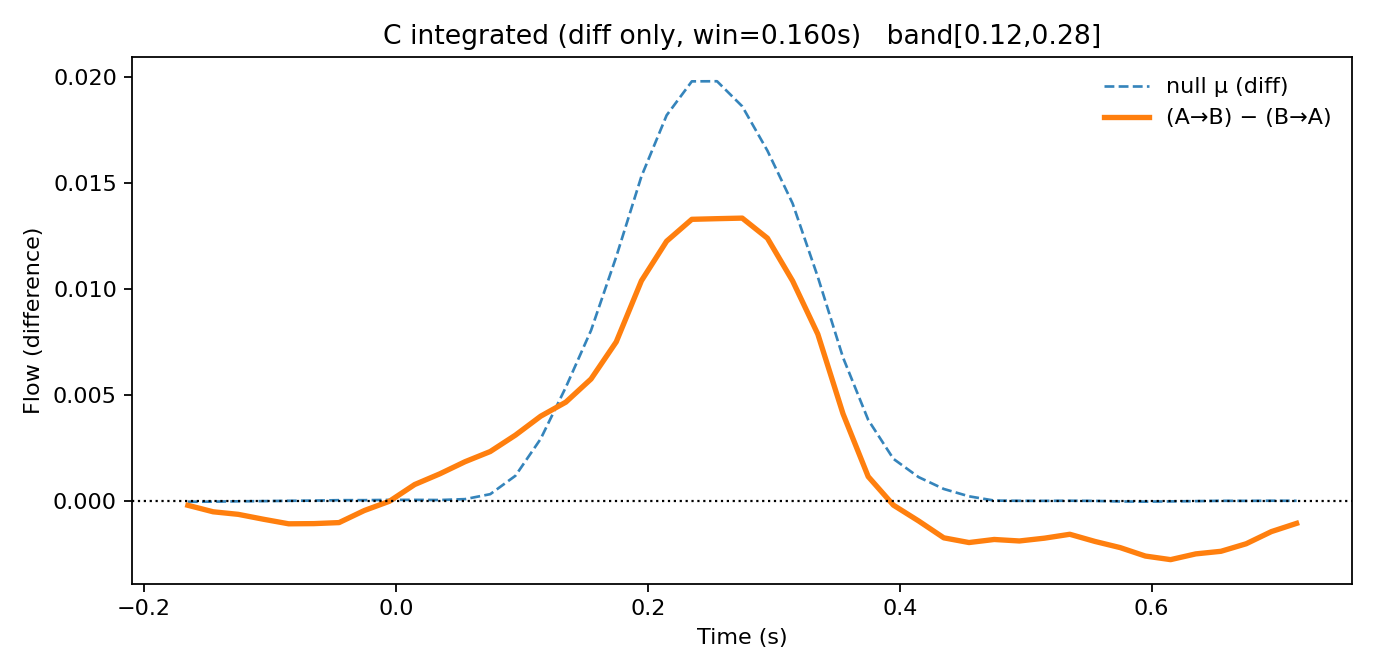 C integrated (diff only, win=0.160s)   band[0.12,0.28]
null μ (diff)
(A→B) − (B→A)
Flow (difference)
0.020
0.015
0.010
0.005
0.000
−0.2
0.0
0.2
0.4
0.6
Time (s)